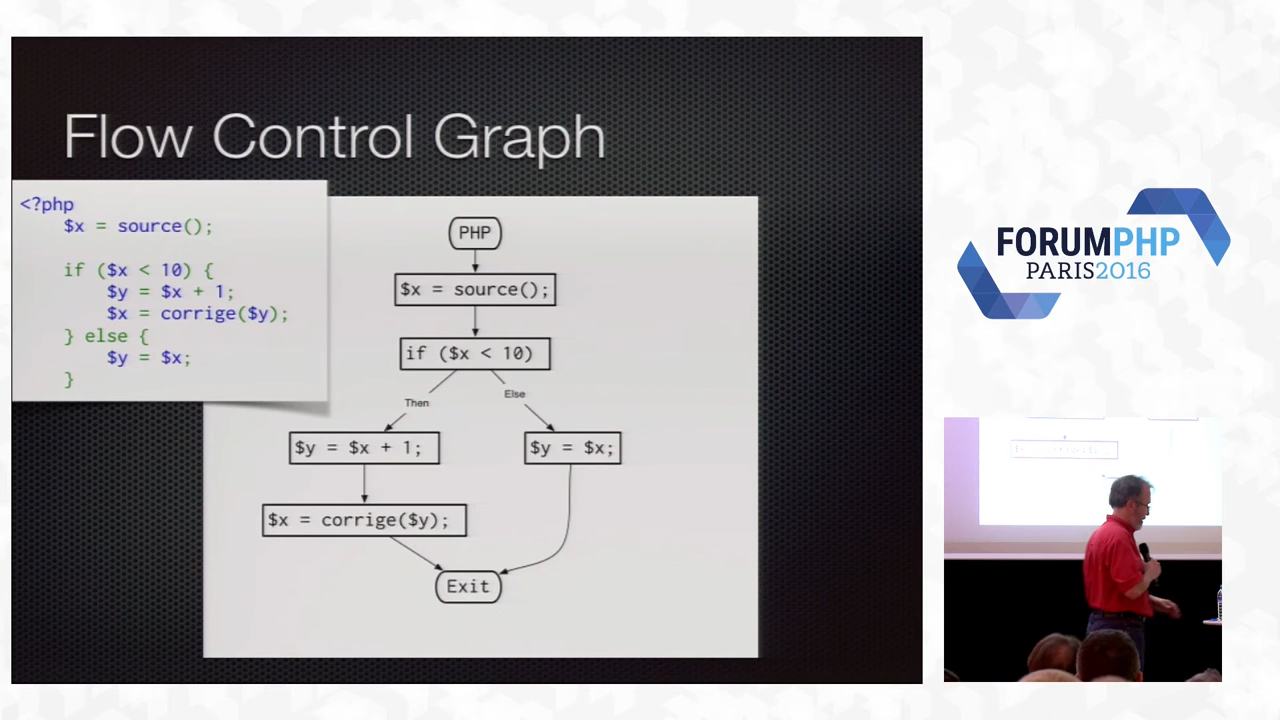 Flow Control Graph
<?php
$x = source();
if ($x < 10) {
$y = $x + 1;
$x = corrige($y);
} else {
$y = $x;
}
PHP
$x = source();
if ($x < 10)
Then
Else
$y = $x + 1;
$y = $x;
$x = corrige($y);
Exit
FORUMPHP
PARIS2016